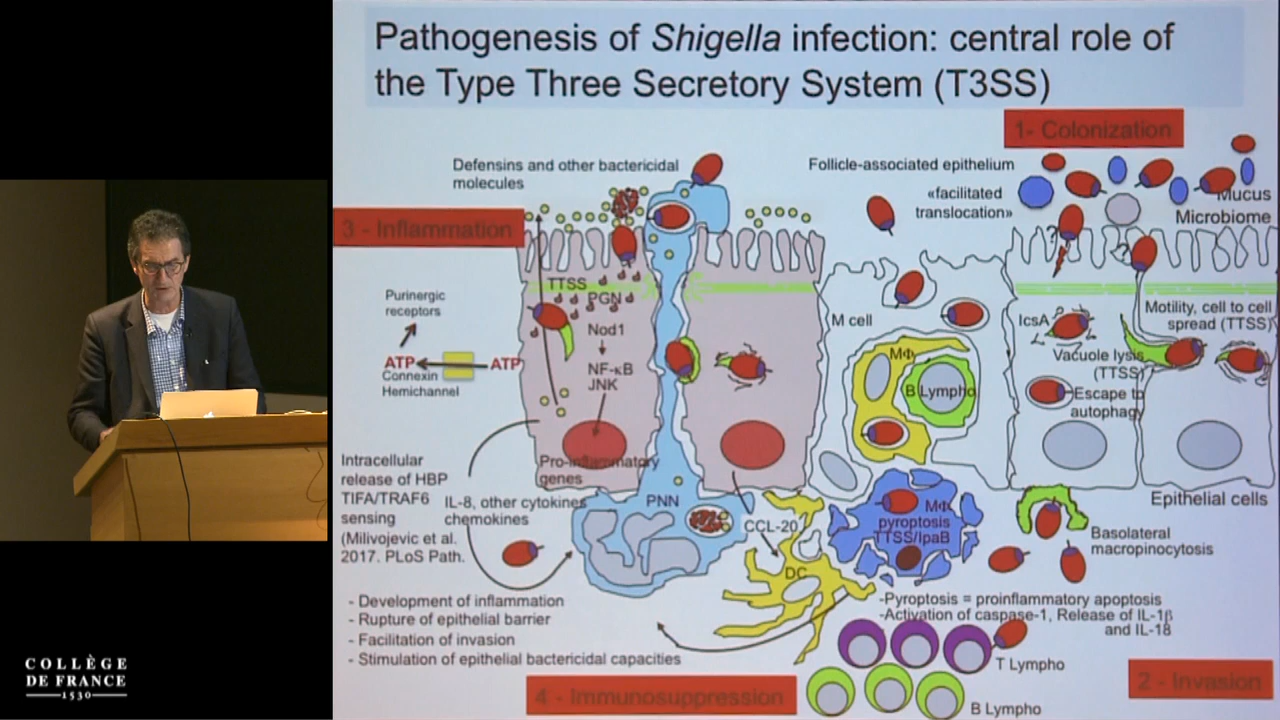 Pathogenesis of Shigella infection: central role of
the Type Three Secretory System (T3SS)
1- Colonization
Defensins and other bactericidal
molecules
Follicle-associated epithelium
«facilitated
translocation»
Mucus
Microbiome
3 - Inflammation
TTSS
PGN
Nod1
NF-κB
JNK
Purinergic
receptors
ATP
ATP
Connexin
Hemichannel
M cell
MΦ
B Lympho
IcsA
Motility, cell to cell
spread (TTSS)
Vacuole lysis
(TTSS)
Escape to
autophagy
Pro-inflammatory
genes
Intracellular
release of HBP
TIFA/TRAF6
sensing
(Milivojevic et al.
2017. PLoS Path.
IL-8, other cytokines
chemokines
PNN
CCL-20
DC
MΦ
pyroptosis
TTSS/IpaB
Epithelial cells
Basolateral
macropinocytosis
- Development of inflammation
- Rupture of epithelial barrier
- Facilitation of invasion
- Stimulation of epithelial bactericidal capacities
-Pyroptosis = proinflammatory apoptosis
-Activation of caspase-1, Release of IL-1β
and IL-18
T Lympho
B Lympho
2 - Invasion
4 - Immunosuppression
COLLÈGE
DE FRANCE
1530